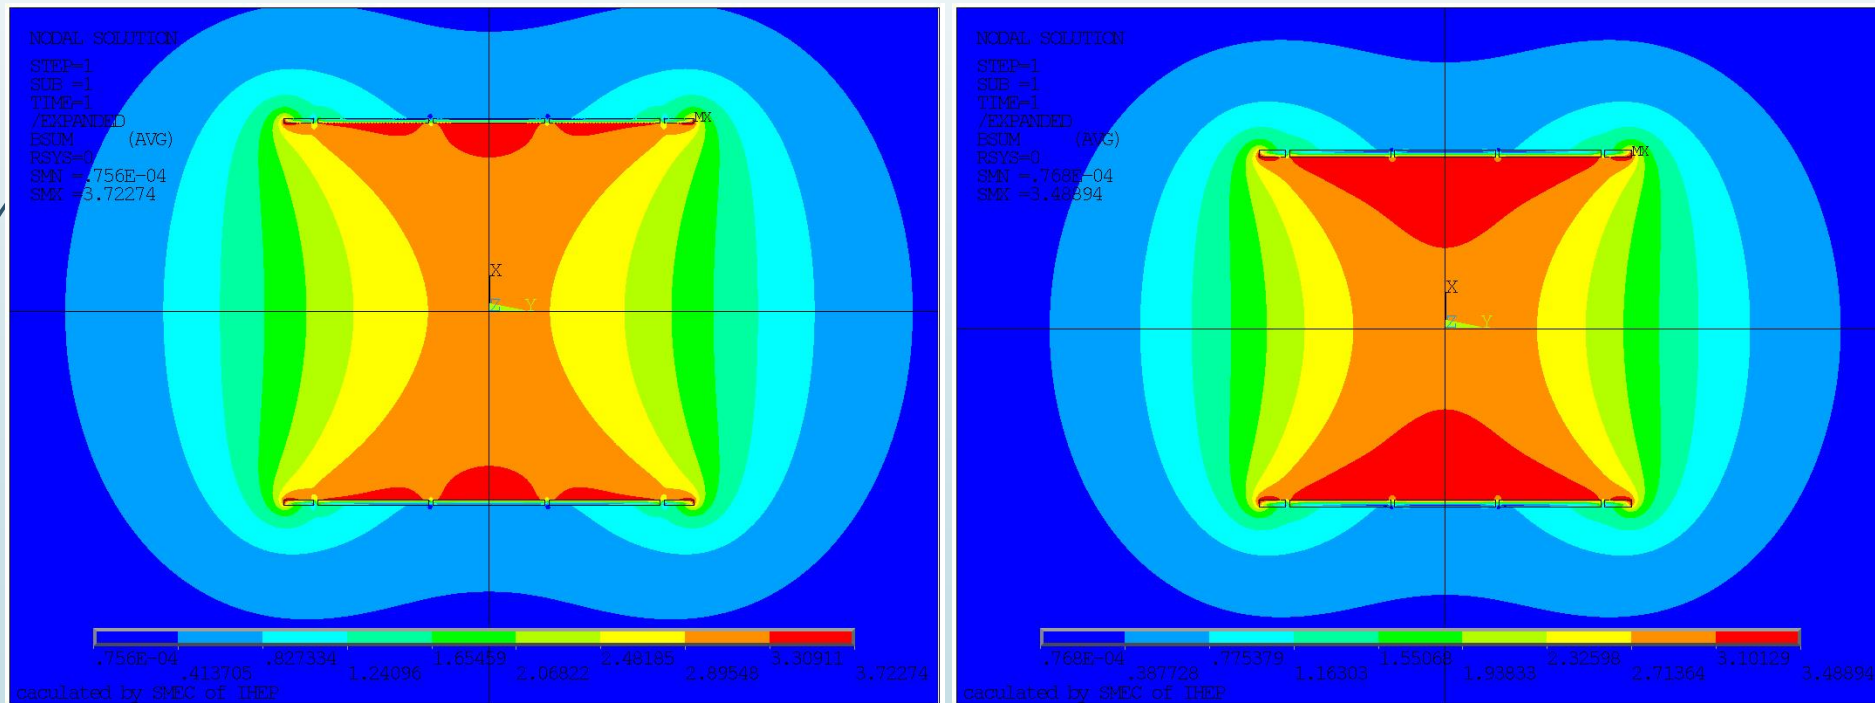 NODAL SOLUTION
STEP=1
SUB =1
TIME=1
/EXPANDED
BSUM (AVG)
RSYS=0
SMN =.756E-04
SMX =3.72274
MX
X
Z Y
.756E-04 .827334 1.65459 2.48185 3.30911
.413705 1.24096 2.06822 2.89548 3.72274
caculated by SMEC of IHEP
NODAL SOLUTION
STEP=1
SUB =1
TIME=1
/EXPANDED
BSUM (AVG)
RSYS=0
SMN =.768E-04
SMX =3.48894
MX
X
Z Y
.768E-04 .775379 1.55068 2.32598 3.10129
.387728 1.16303 1.93833 2.71364 3.48894
caculated by SMEC of IHEP